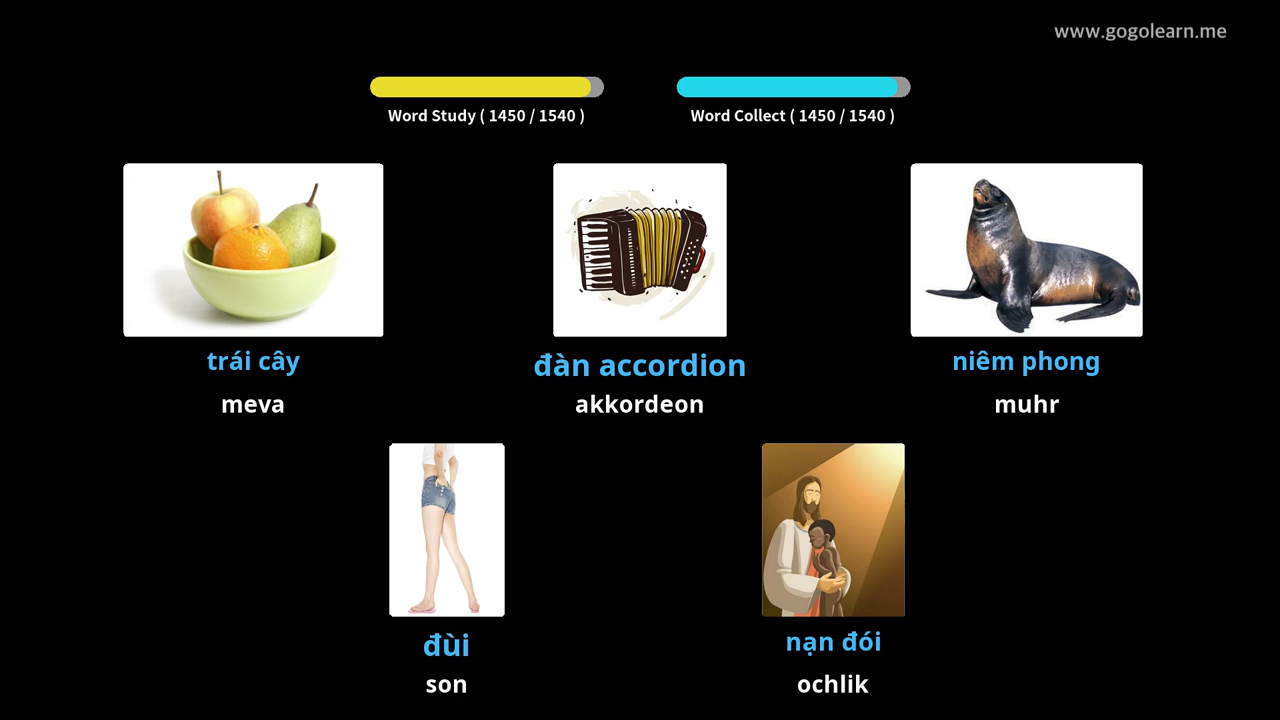 www.gogolearn.me
Word Study ( 1450 / 1540 )
Word Collect ( 1450 / 1540 )
trái cây
meva
đàn accordion
akkordeon
niêm phong
muhr
đùi
son
nạn đói
ochlik